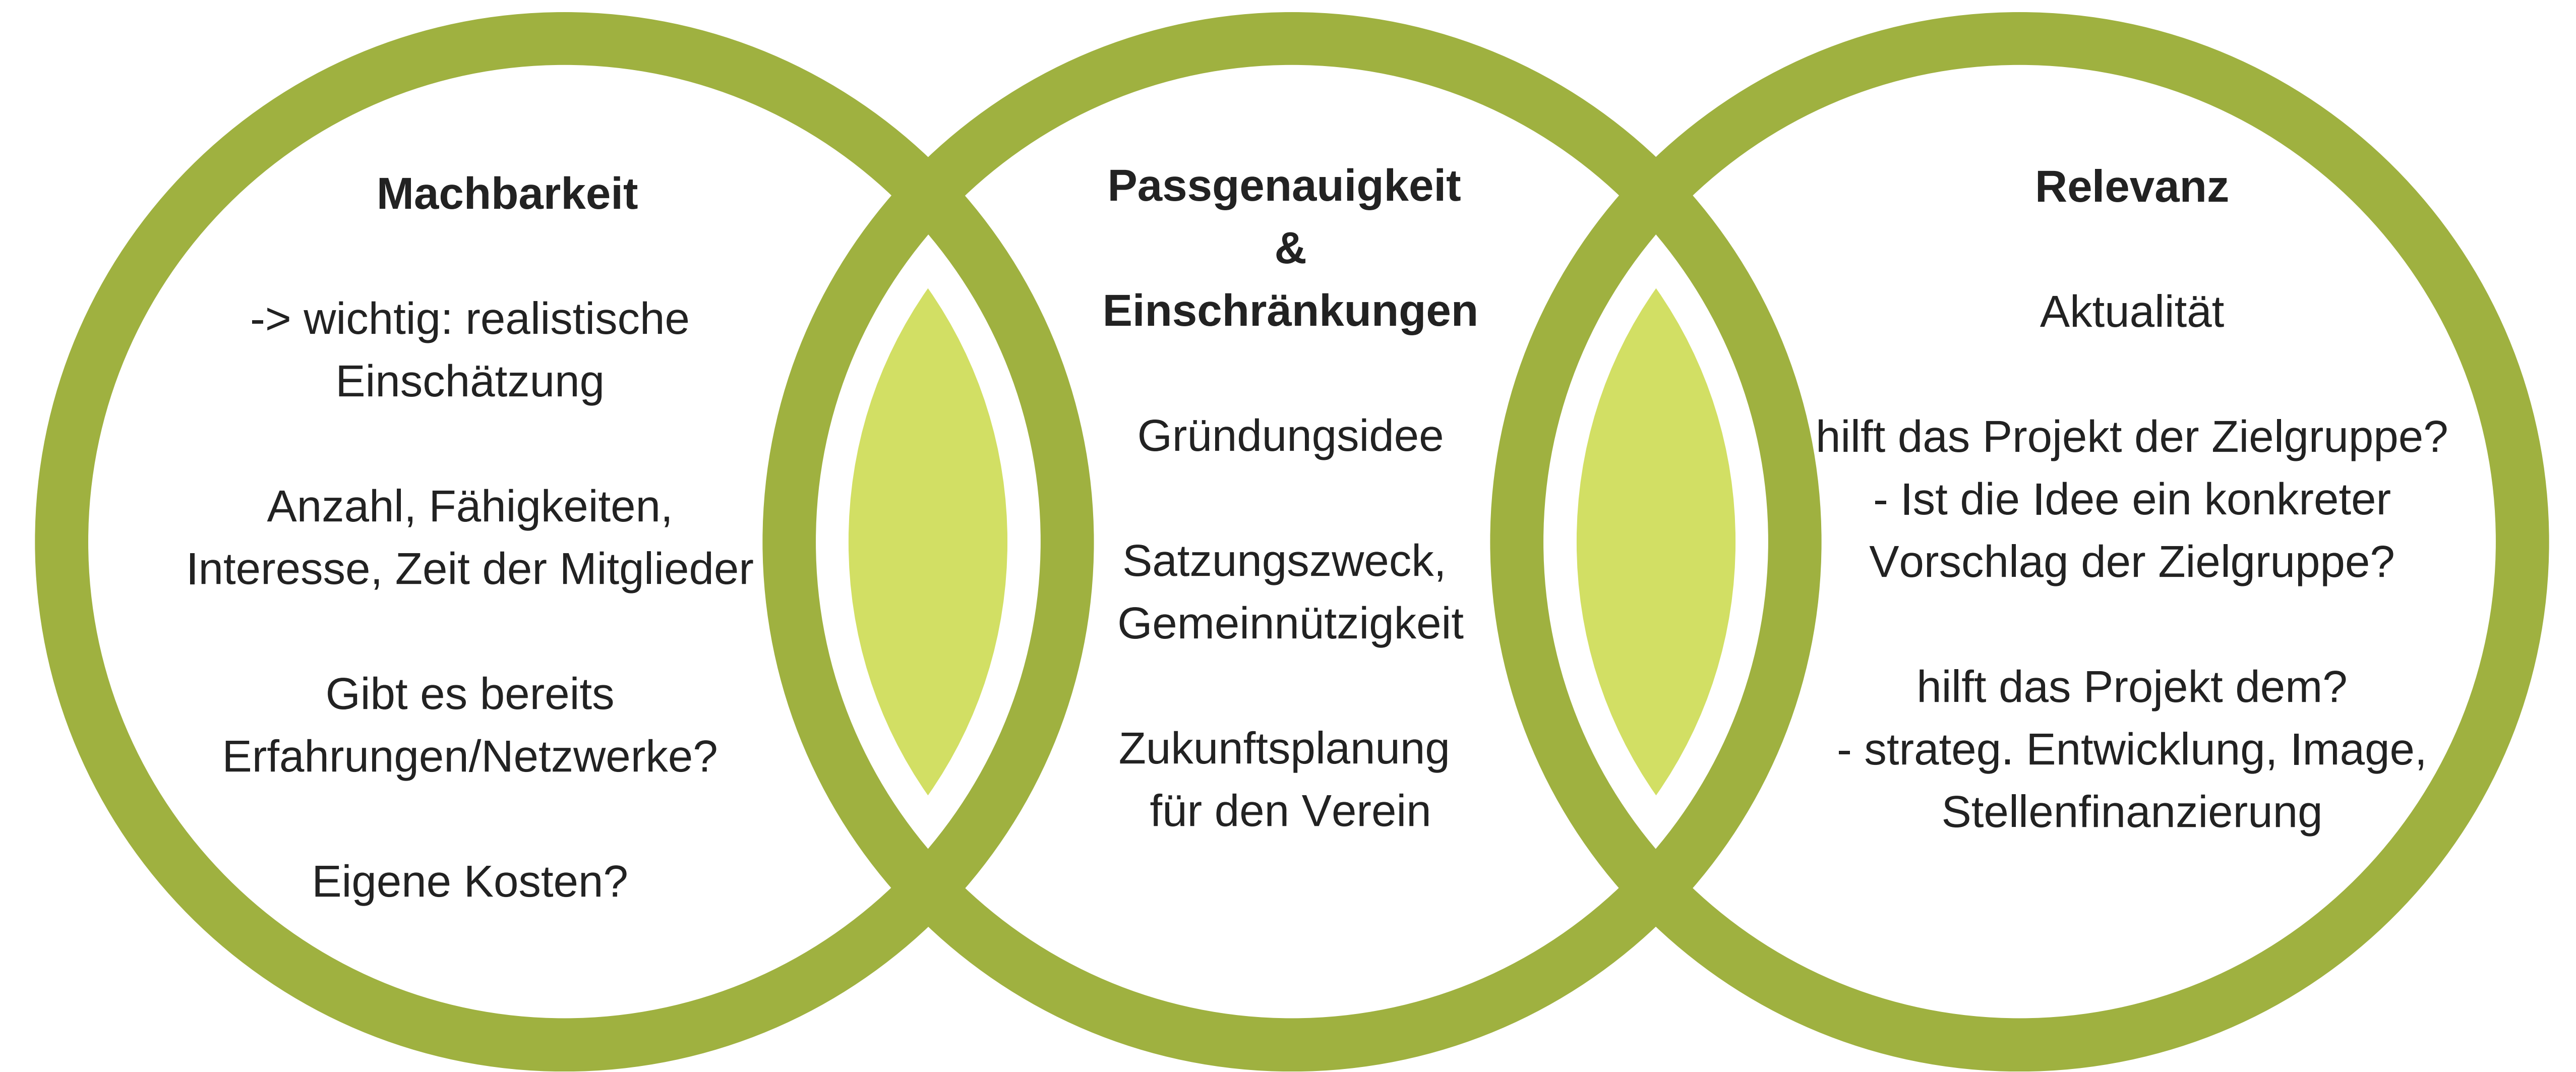 Machbarkeit
-> wichtig: realistische
Einschätzung
Anzahl, Fähigkeiten,
Interesse, Zeit der Mitglieder
Gibt es bereits
Erfahrungen/Netzwerke?
Eigene Kosten?
Passgenauigkeit
&
Einschränkungen
Gründungsidee
Satzungszweck,
Gemeinnützigkeit
Zukunftsplanung
für den Verein
Relevanz
Aktualität
hilft das Projekt der Zielgruppe?
- Ist die Idee ein konkreter
Vorschlag der Zielgruppe?
hilft das Projekt dem?
- strateg. Entwicklung, Image,
Stellenfinanzierung